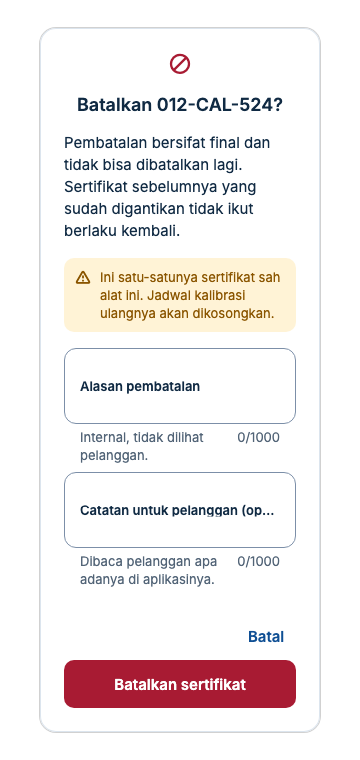 Batalkan 012-CAL-524?
Pembatalan bersifat final dan
tidak bisa dibatalkan lagi.
Sertifikat sebelumnya yang
sudah digantikan tidak ikut
berlaku kembali.
Ini satu-satunya sertifikat sah
alat ini. Jadwal kalibrasi
ulangnya akan dikosongkan.
Alasan pembatalan
Internal, tidak dilihat 0/1000
pelanggan.
Catatan untuk pelanggan (op...
Dibaca pelanggan apa 0/1000
adanya di aplikasinya.
Batal
Batalkan sertifikat